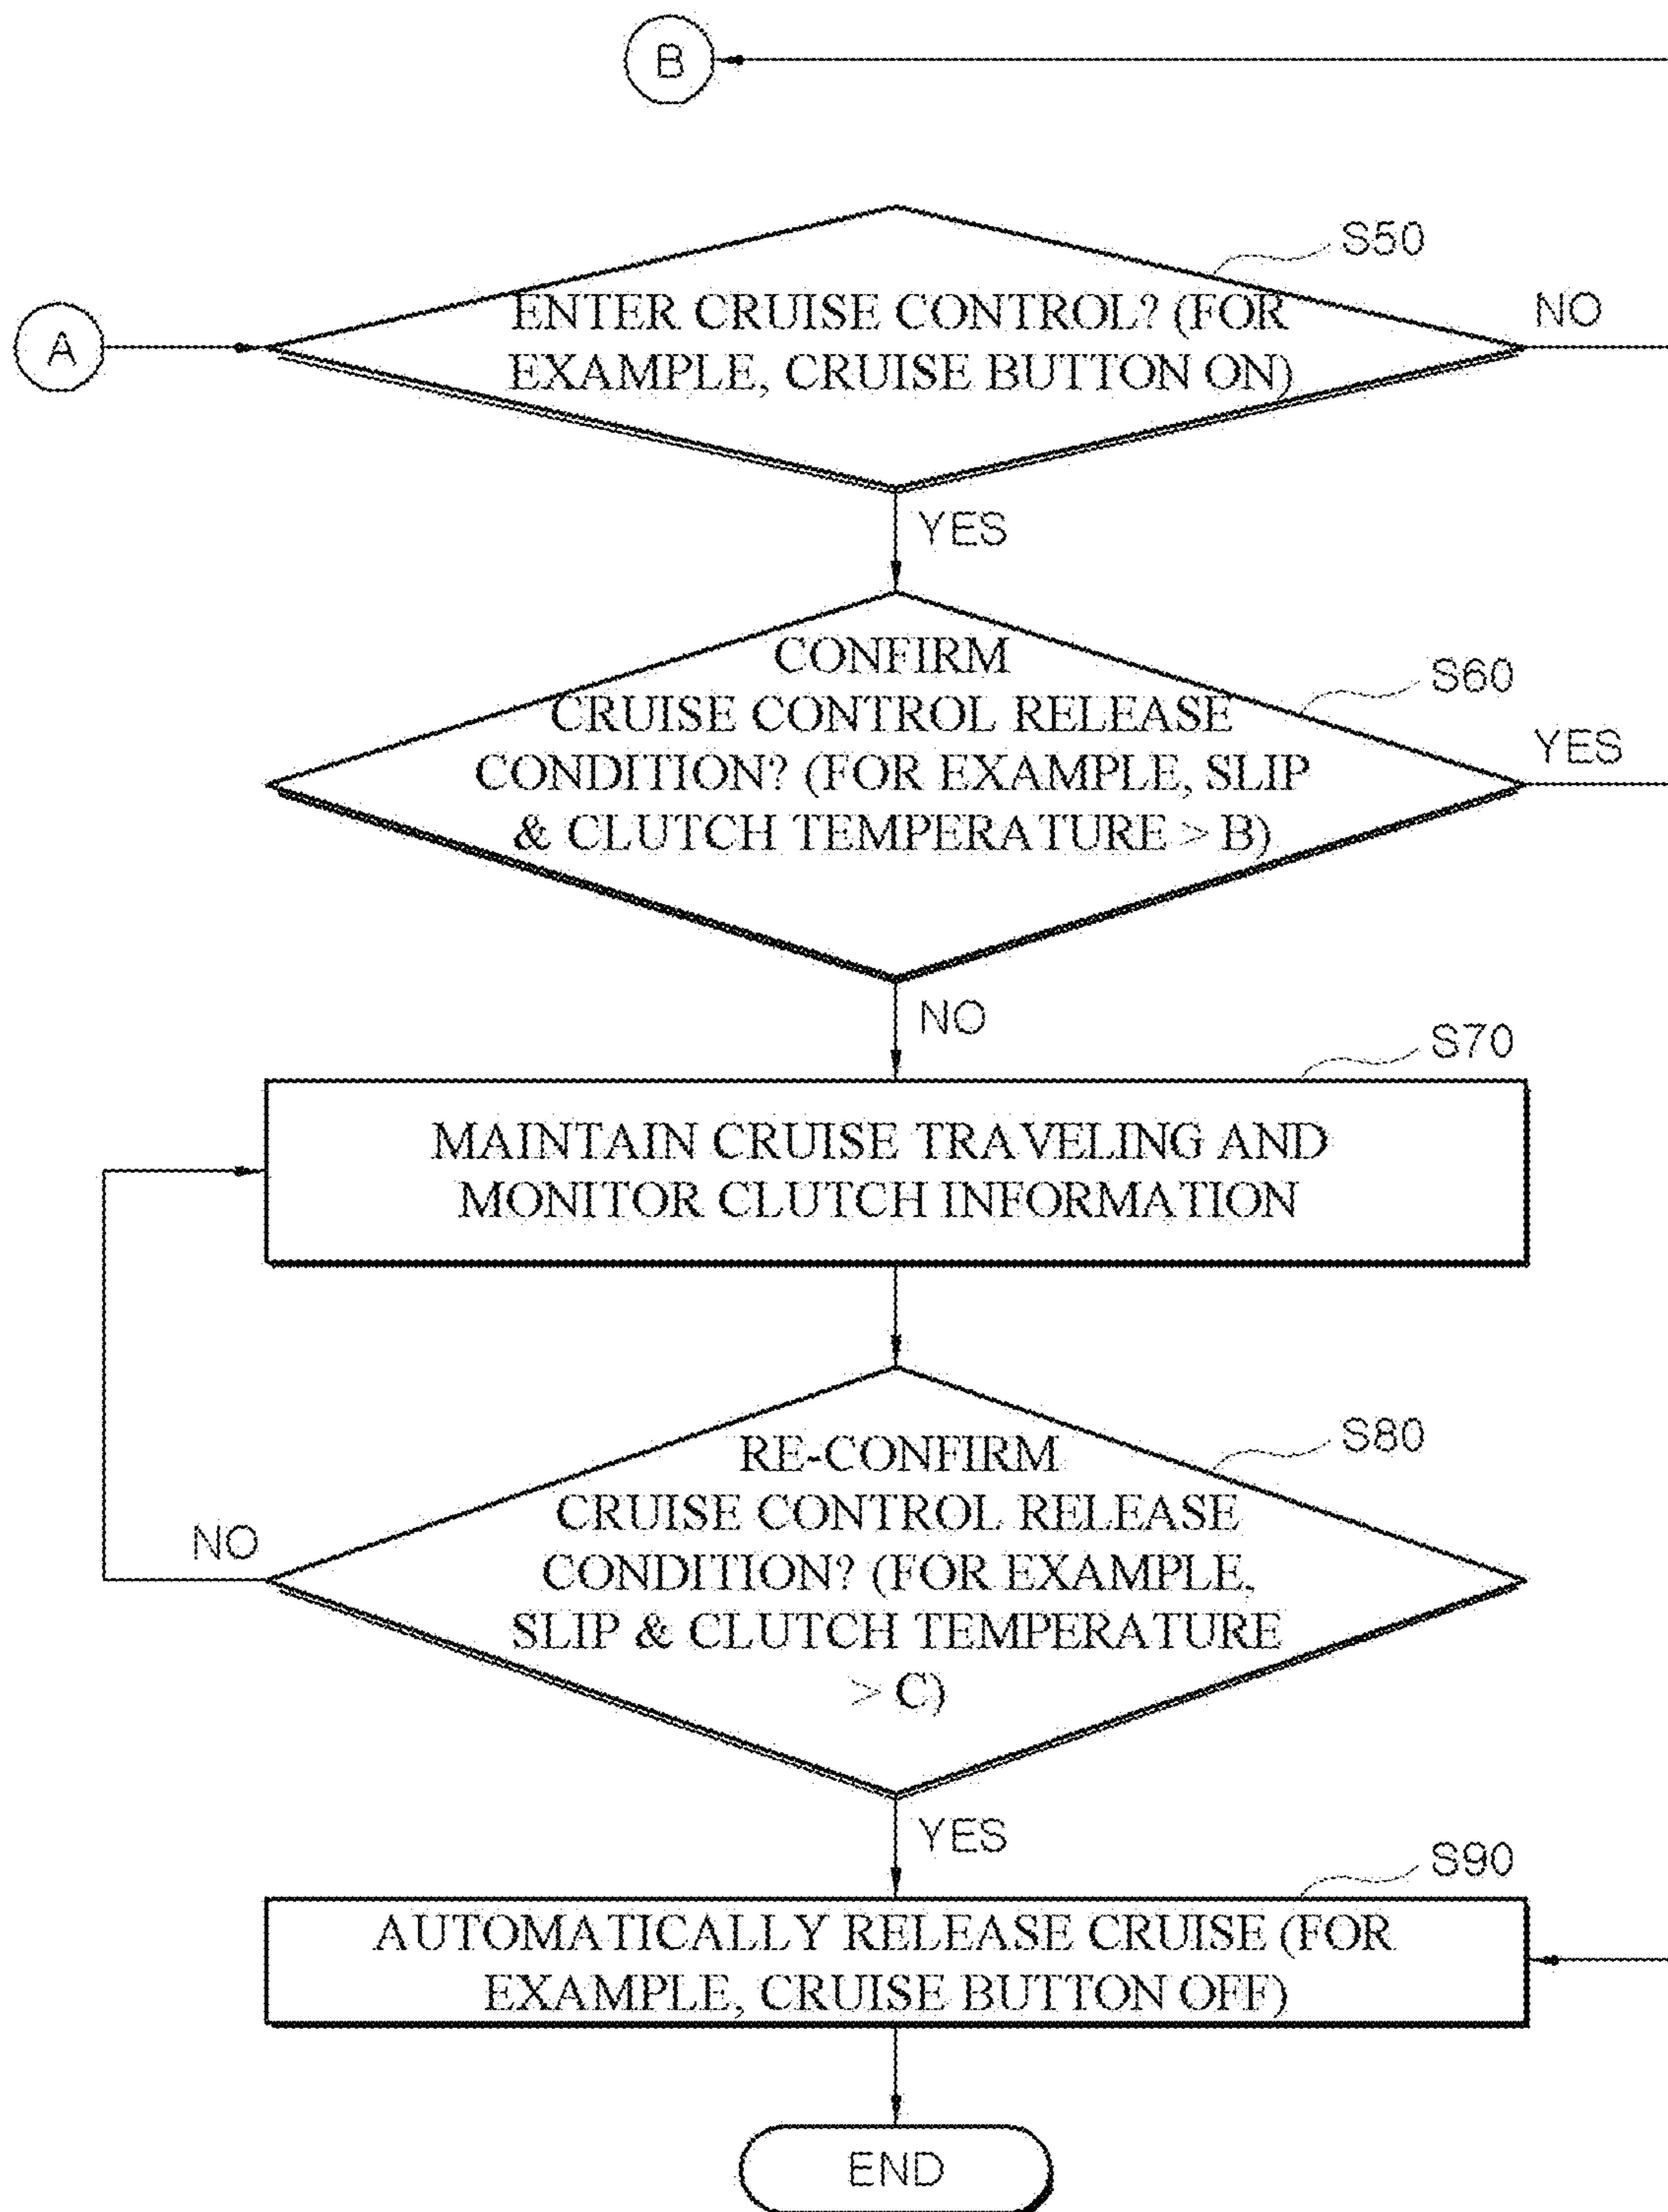 B
S50
A
ENTER CRUISE CONTROL? (FOR
EXAMPLE, CRUISE BUTTON ON)
NO
YES
CONFIRM
CRUISE CONTROL RELEASE
CONDITION? (FOR EXAMPLE, SLIP
& CLUTCH TEMPERATURE > B)
S60
YES
NO
S70
MAINTAIN CRUISE TRAVELING AND
MONITOR CLUTCH INFORMATION
S80
RE-CONFIRM
CRUISE CONTROL RELEASE
CONDITION? (FOR EXAMPLE,
SLIP & CLUTCH TEMPERATURE
> C)
NO
YES
S90
AUTOMATICALLY RELEASE CRUISE (FOR
EXAMPLE, CRUISE BUTTON OFF)
END